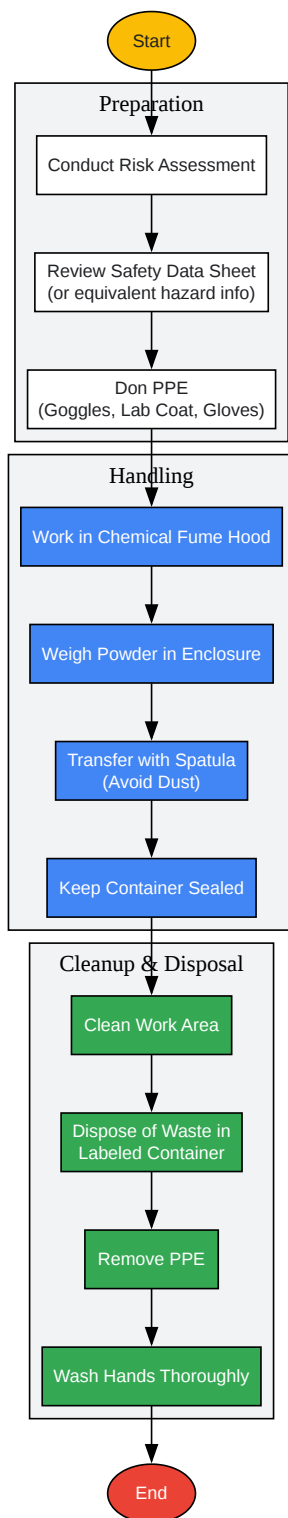 Start
Preparation
Conduct Risk Assessment
Review Safety Data Sheet
(or equivalent hazard info)
Don PPE
(Goggles, Lab Coat, Gloves)
Handling
Work in Chemical Fume Hood
Weigh Powder in Enclosure
Transfer with Spatula
(Avoid Dust)
Keep Container Sealed
Cleanup & Disposal
Clean Work Area
Dispose of Waste in
Labeled Container
Remove PPE
Wash Hands Thoroughly
End